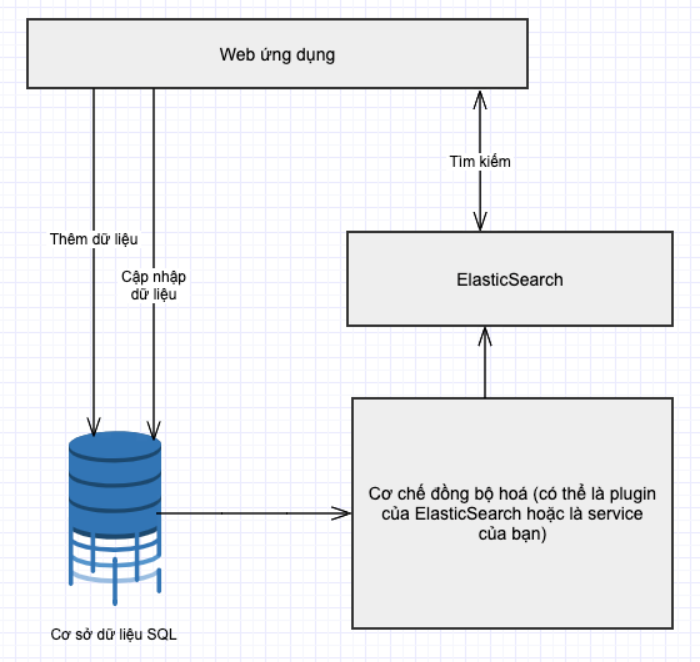 Web ứng dụng
Tìm kiếm
Thêm dữ liệu
Cập nhập
dữ liệu
ElasticSearch
Cơ chế đồng bộ hoá (có thể là plugin
của ElasticSearch hoặc là service
của bạn)
Cơ sở dữ liệu SQL